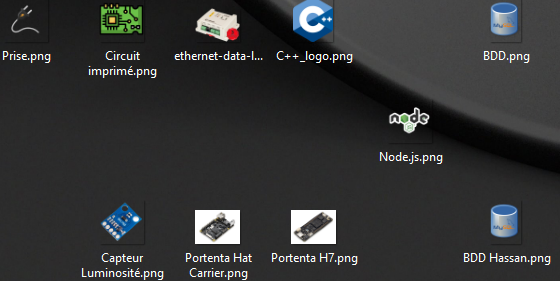 Prise.png
Circuit
imprimé.png
ethernet-data-l...
C++_logo.png
BDD.png
node
Node.js.png
Capteur
Luminosité.png
Portenta Hat
Carrier.png
Portenta H7.png
BDD Hassan.png